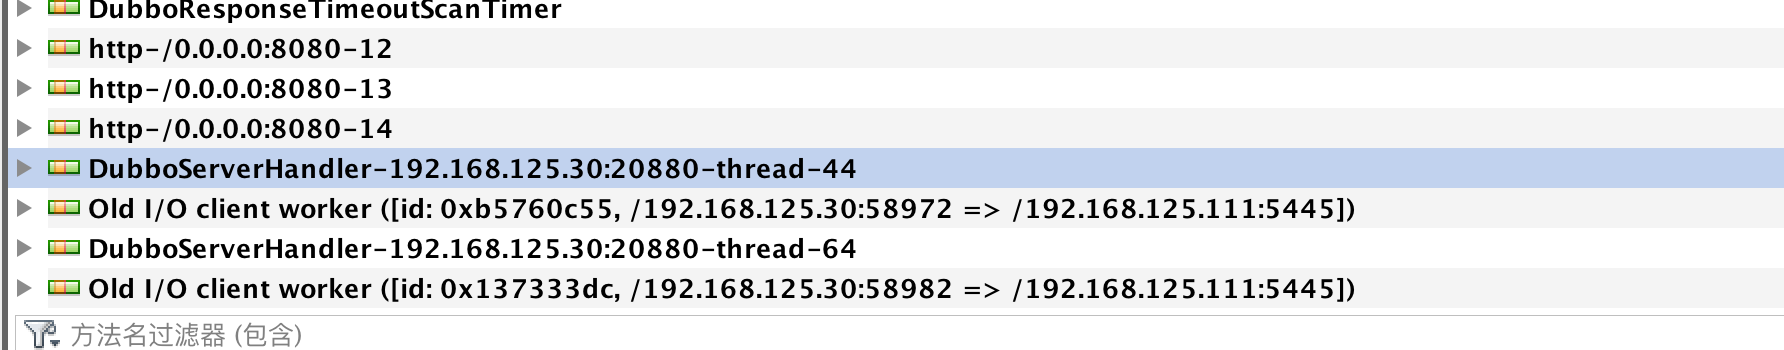 DubboResponseTimeoutScanTimer
http-/0.0.0.0:8080-12
http-/0.0.0.0:8080-13
http-/0.0.0.0:8080-14
DubboServerHandler-192.168.125.30:20880-thread-44
Old I/O client worker ([id: 0xb5760c55, /192.168.125.30:58972 => /192.168.125.111:5445])
DubboServerHandler-192.168.125.30:20880-thread-64
Old I/O client worker ([id: 0x137333dc, /192.168.125.30:58982 => /192.168.125.111:5445])
方法名过滤器 (包含)